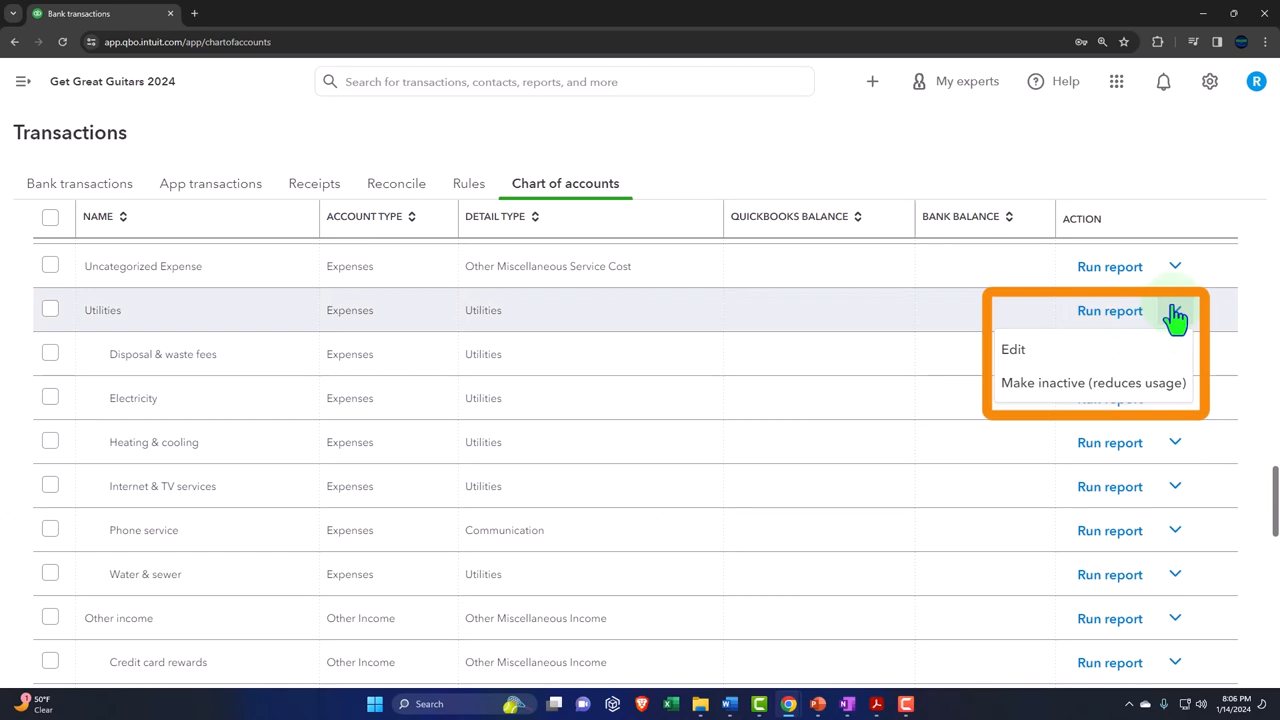 Bank transactions
app.qbo.intuit.com/app/chartofaccounts
Get Great Guitars 2024
Search for transactions, contacts, reports, and more
My experts
Help
R
Transactions
Bank transactions
App transactions
Receipts
Reconcile
Rules
Chart of accounts
NAME
ACCOUNT TYPE
DETAIL TYPE
QUICKBOOKS BALANCE
BANK BALANCE
ACTION
Uncategorized Expense
Expenses
Other Miscellaneous Service Cost
Run report
Utilities
Expenses
Utilities
Run report
Edit
Make inactive (reduces usage)
Disposal & waste fees
Expenses
Utilities
Electricity
Expenses
Utilities
Heating & cooling
Expenses
Utilities
Run report
Internet & TV services
Expenses
Utilities
Run report
Phone service
Expenses
Communication
Run report
Water & sewer
Expenses
Utilities
Run report
Other income
Other Income
Other Miscellaneous Income
Run report
Credit card rewards
Other Income
Other Miscellaneous Income
Run report
1
50°F
Clear
Search
8:06 PM
1/14/2024